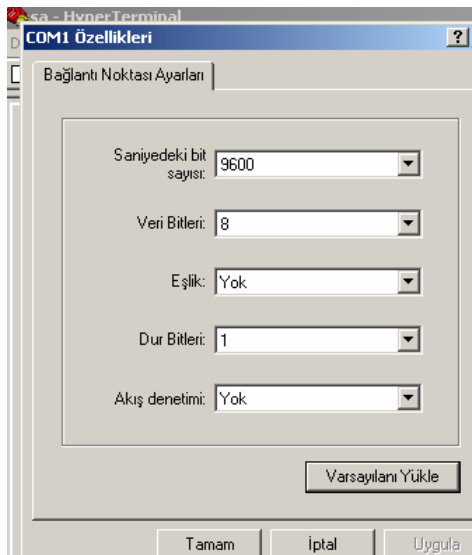 sa - HyperTerminal
COM1 Özellikleri
?
D
Bağlantı Noktası Ayarları
Saniyedeki bit
sayısı:
9600
Veri Bitleri: 8
Eşlik: Yok
Dur Bitleri: 1
Akış denetimi: Yok
Varsayılanı Yükle
Tamam İptal Uygula